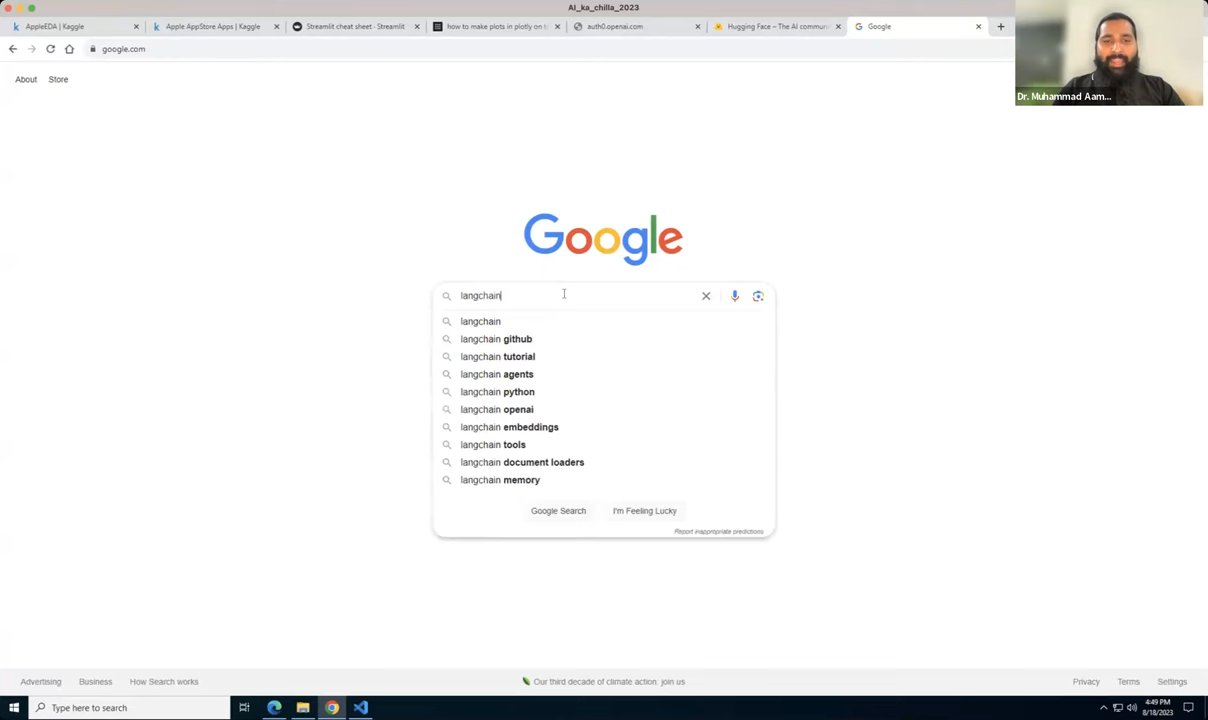 AI_ka_chilla_2023
AppleEDA | Kaggle
Apple AppStore Apps | Kaggle
Streamlit cheat sheet - Streamlit
how to make plots in plotly on t
auth0.openai.com
Hugging Face – The AI commun
Google
google.com
Dr. Muhammad Aam...
About
Store
Google
langchain
langchain
langchain github
langchain tutorial
langchain agents
langchain python
langchain openai
langchain embeddings
langchain tools
langchain document loaders
langchain memory
Google Search
I'm Feeling Lucky
Report inappropriate predictions
Advertising
Business
How Search works
Our third decade of climate action: join us
Privacy
Terms
Settings
Type here to search
4:49 PM
8/18/2023